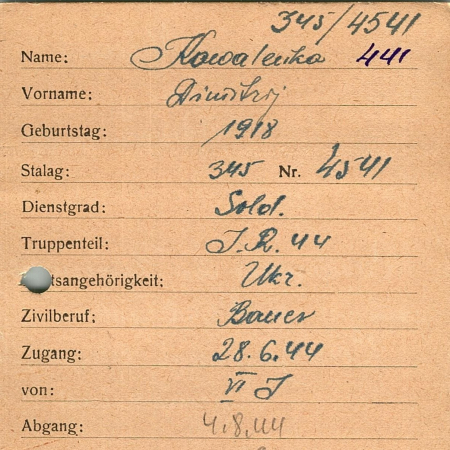 345/4541
Name: Kowalenko 441
Vorname: Dimitrij
Geburtstag: 1918
Stalag: 345 Nr. 4541
Dienstgrad: Sold.
Truppenteil: J.R. 44
tsangehörigkeit: Ukr.
Zivilberuf: Bauer
Zugang: 28.6.44
von: VI J
Abgang: 4.8.44